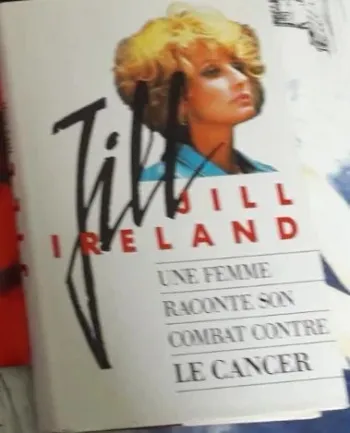 Jill
JILL
IRELAND
UNE FEMME
RACONTE SON
COMBAT CONTRE
LE CANCER